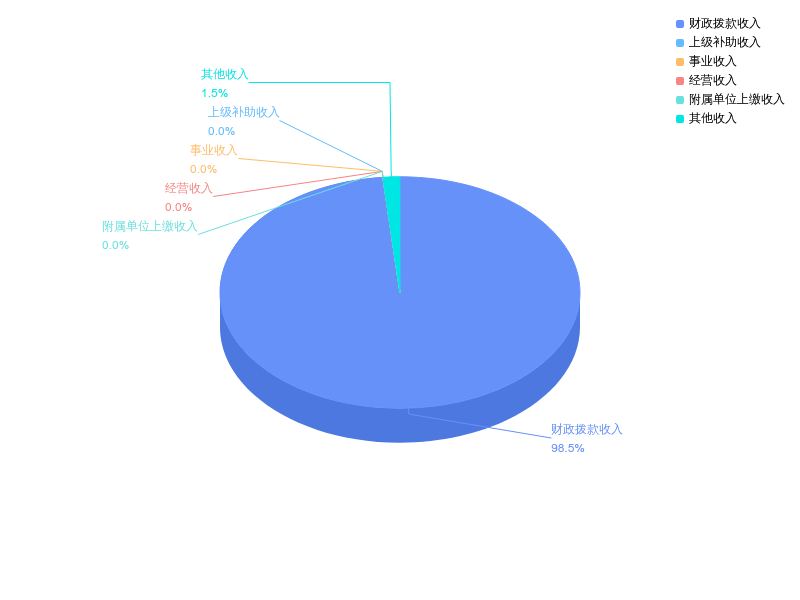 财政拨款收入
上级补助收入
事业收入
经营收入
附属单位上缴收入
其他收入
其他收入
1.5%
上级补助收入
0.0%
事业收入
0.0%
经营收入
0.0%
附属单位上缴收入
0.0%
财政拨款收入
98.5%